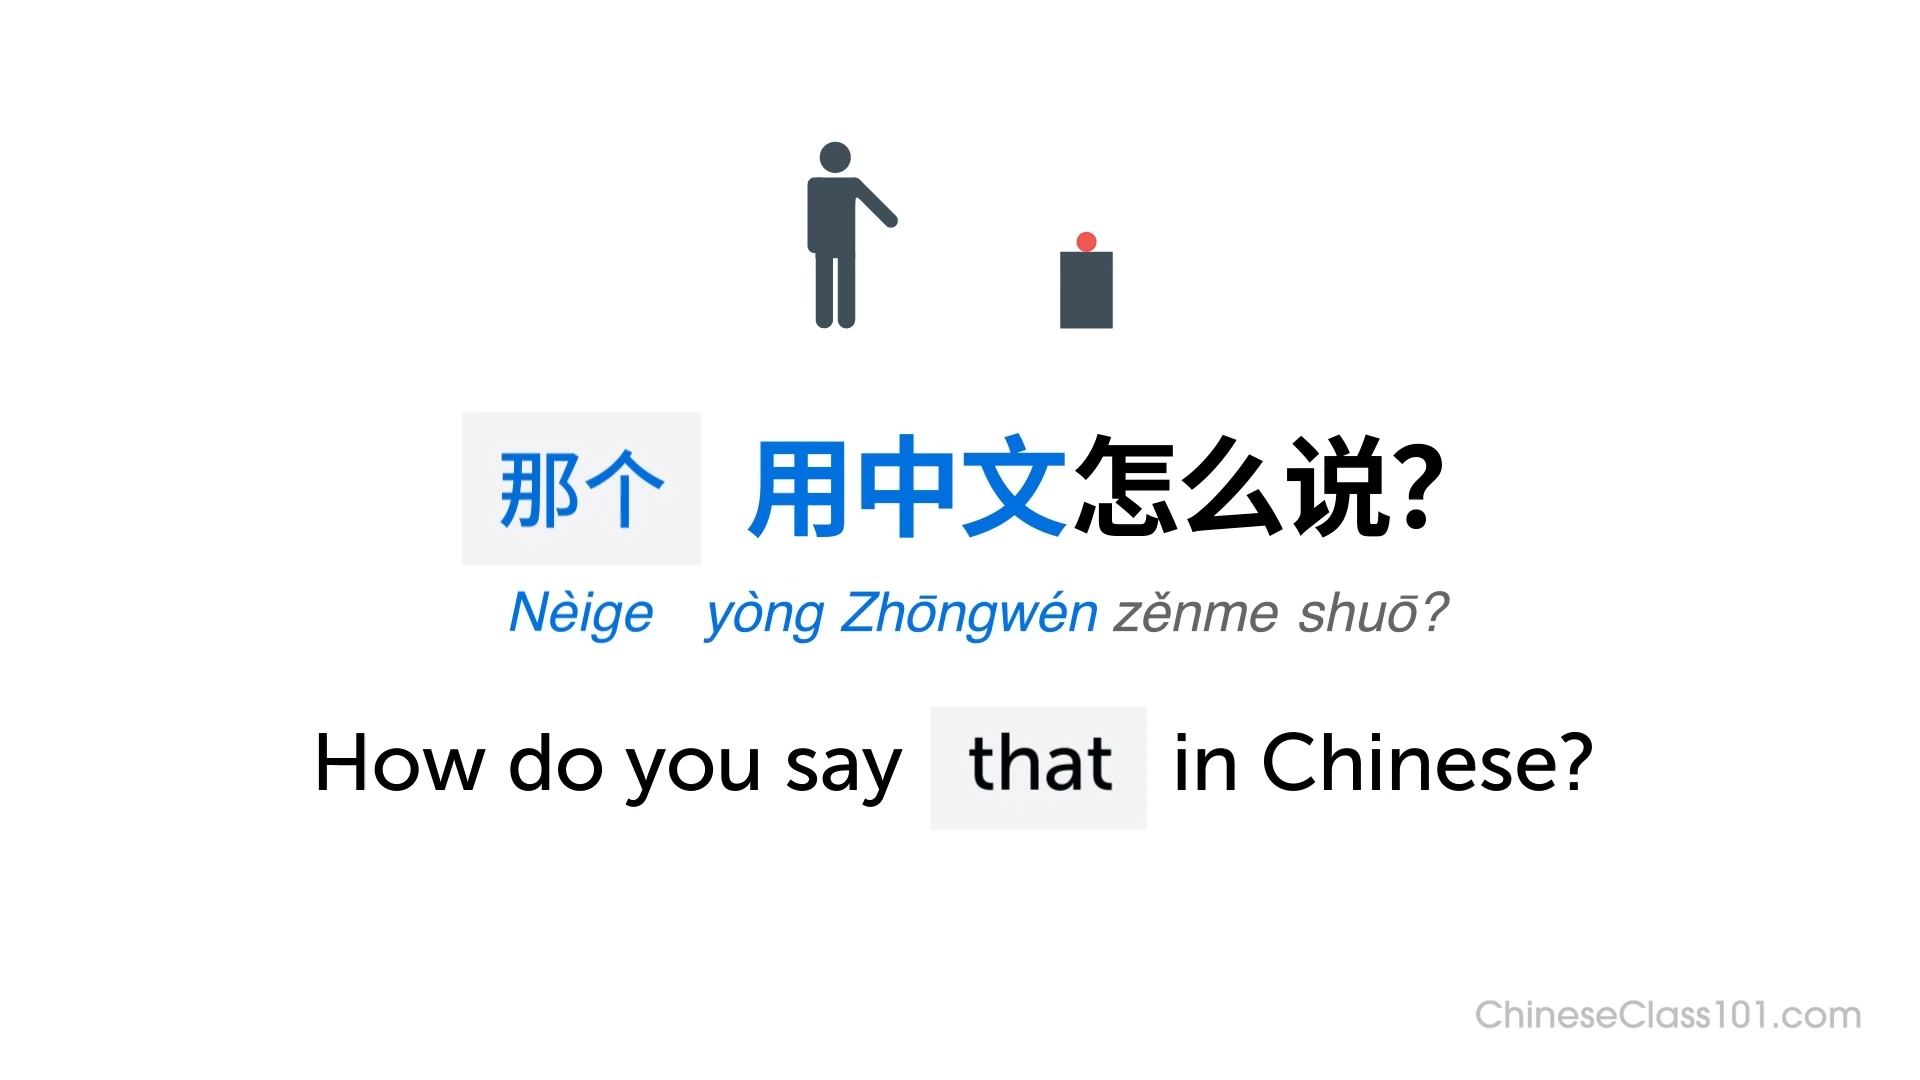 那个 用中文怎么说?
Nèige yòng Zhōngwén zěnme shuō?
How do you say that in Chinese?
ChineseClass101.com